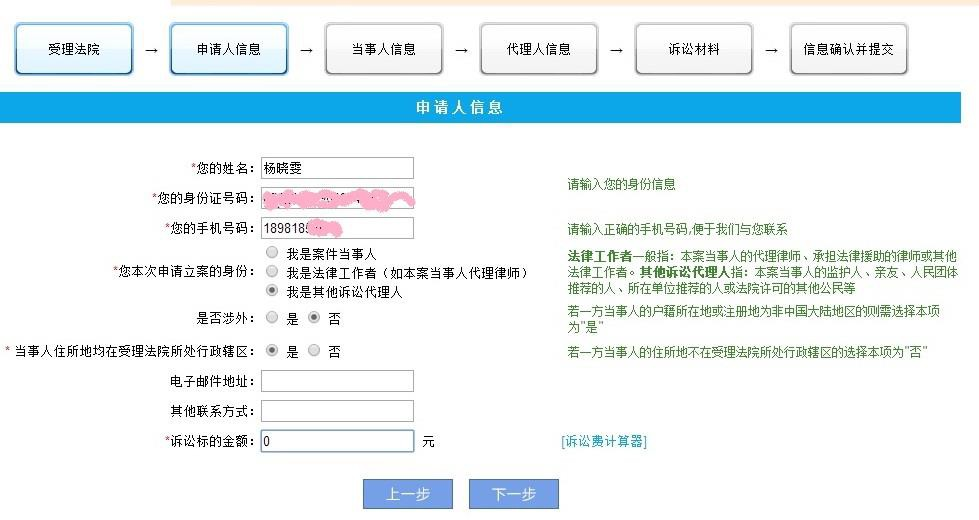 受理法院 → 申请人信息 → 当事人信息 → 代理人信息 → 诉讼材料 → 信息确认并提交
申请人信息
*您的姓名： 杨晓雯
请输入您的身份信息
*您的身份证号码：
*您的手机号码： 189818
请输入正确的手机号码,便于我们与您联系
*您本次申请立案的身份：
我是案件当事人
我是法律工作者（如本案当事人代理律师）
我是其他诉讼代理人
法律工作者一般指：本案当事人的代理律师、承担法律援助的律师或其他
法律工作者。其他诉讼代理人指：本案当事人的监护人、亲友、人民团体
推荐的人、所在单位推荐的人或法院许可的其他公民等
是否涉外： 是 否
若一方当事人的户籍所在地或注册地为非中国大陆地区的则需选择本项
为"是"
* 当事人住所地均在受理法院所处行政辖区： 是 否
若一方当事人的住所地不在受理法院所处行政辖区的选择本项为"否"
电子邮件地址：
其他联系方式：
*诉讼标的金额： 0 元
[诉讼费计算器]
上一步 下一步